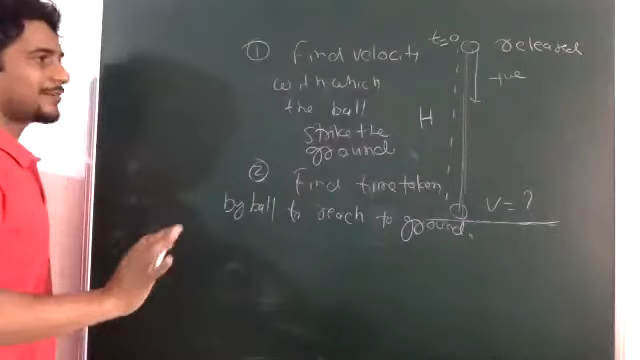 ① Find velocity
with which
the ball
strike the
ground
② Find time taken
by ball to reach to ground.
t=0
released
+ve
H
V = ?